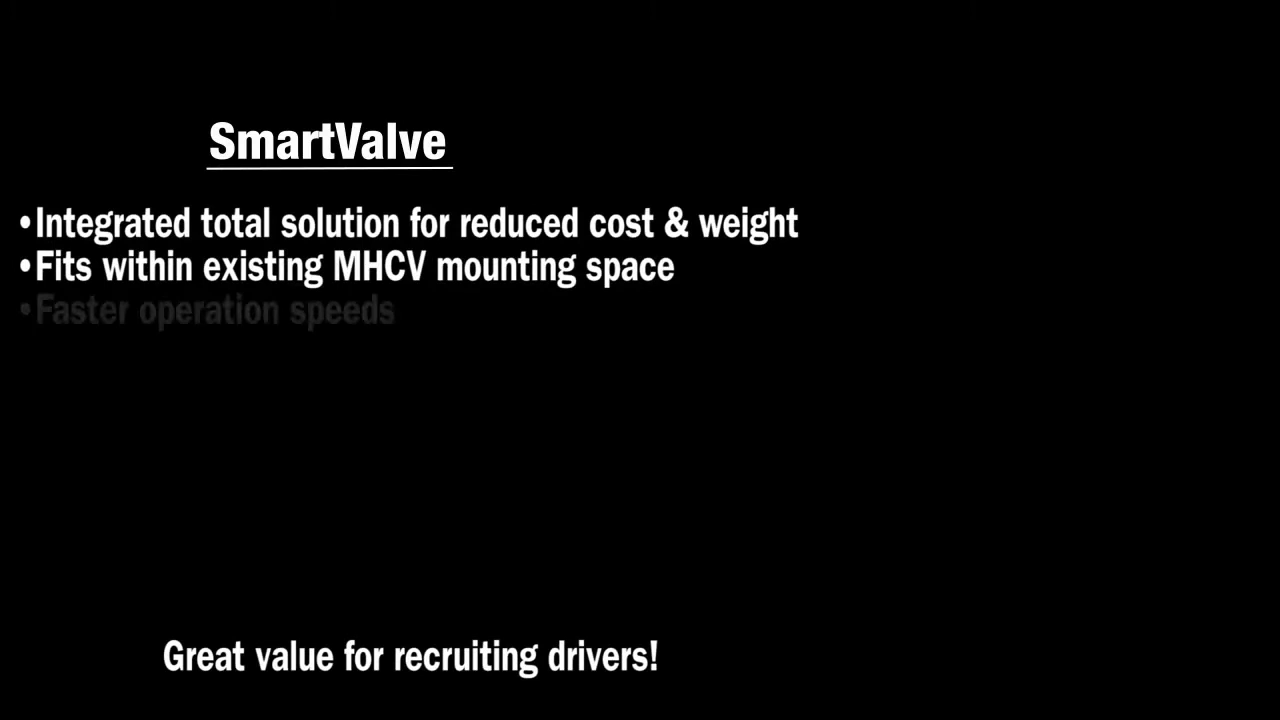 SmartValve
•Integrated total solution for reduced cost & weight
•Fits within existing MHCV mounting space
•Faster operation speeds
Great value for recruiting drivers!